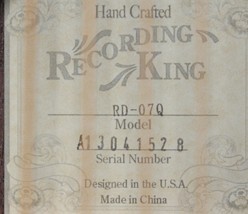 Hand Crafted
RECORDING
KING
RD-07Q
Model
A13041528
Serial Number
Designed in the U.S.A.
Made in China